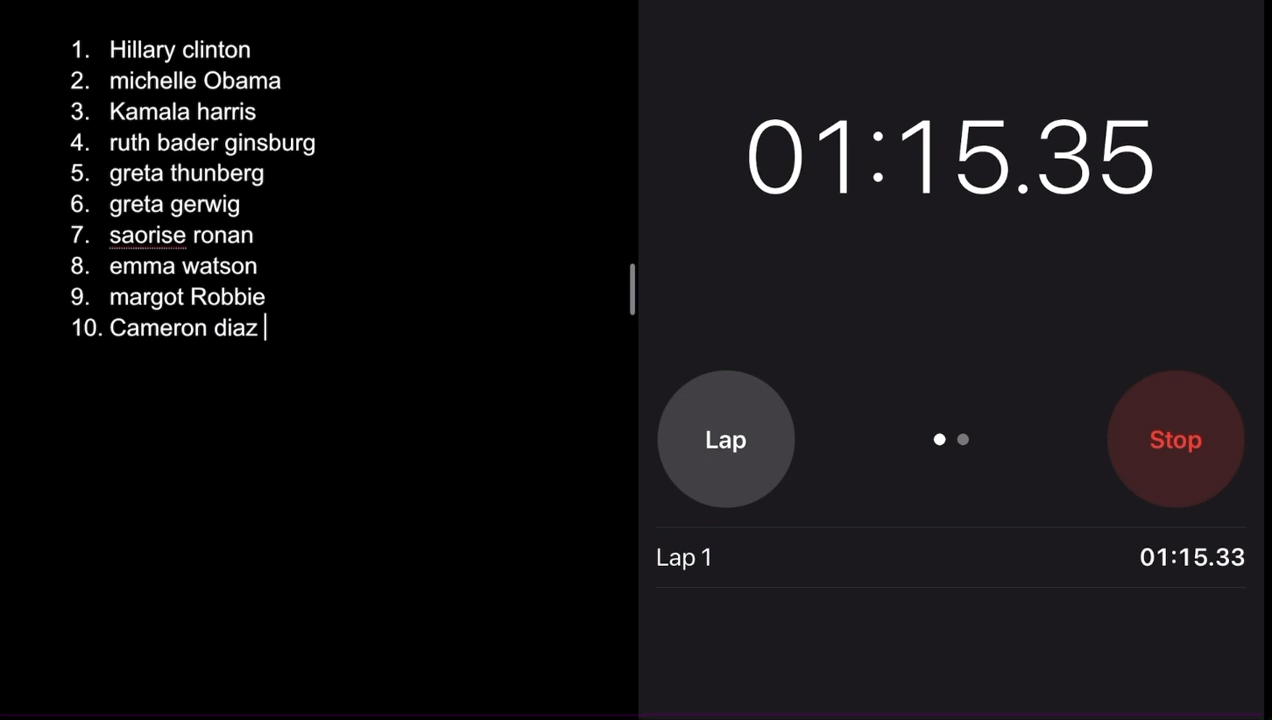 1. Hillary clinton
2. michelle Obama
3. Kamala harris
4. ruth bader ginsburg
5. greta thunberg
6. greta gerwig
7. saorise ronan
8. emma watson
9. margot Robbie
10. Cameron diaz
01:15.35
Lap
Stop
Lap 1 01:15.33